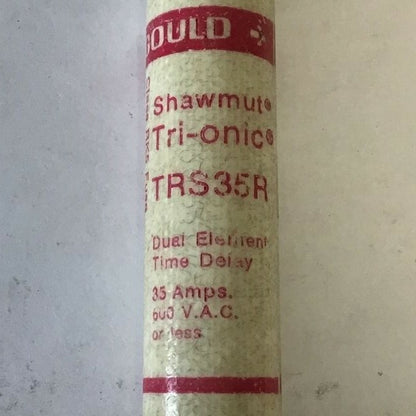 GOULD
Shawmut®
Tri-onic®
TRS35R
Dual Element
Time Delay
35 Amps.
600 V.A.C.
or less